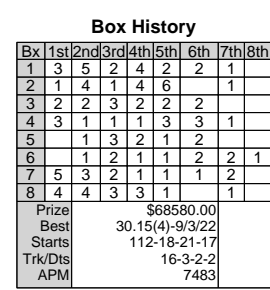 Box History
Bx 1st 2nd 3rd 4th 5th 6th 7th 8th
1 3 5 2 4 2 2 1
2 1 4 1 4 6 1
3 2 2 3 2 2 2
4 3 1 1 1 3 3 1
5 1 3 2 1 2
6 1 2 1 1 2 2 1
7 5 3 2 1 1 1 2
8 4 4 3 3 1 1
Prize $68580.00
Best 30.15(4)-9/3/22
Starts 112-18-21-17
Trk/Dts 16-3-2-2
APM 7483